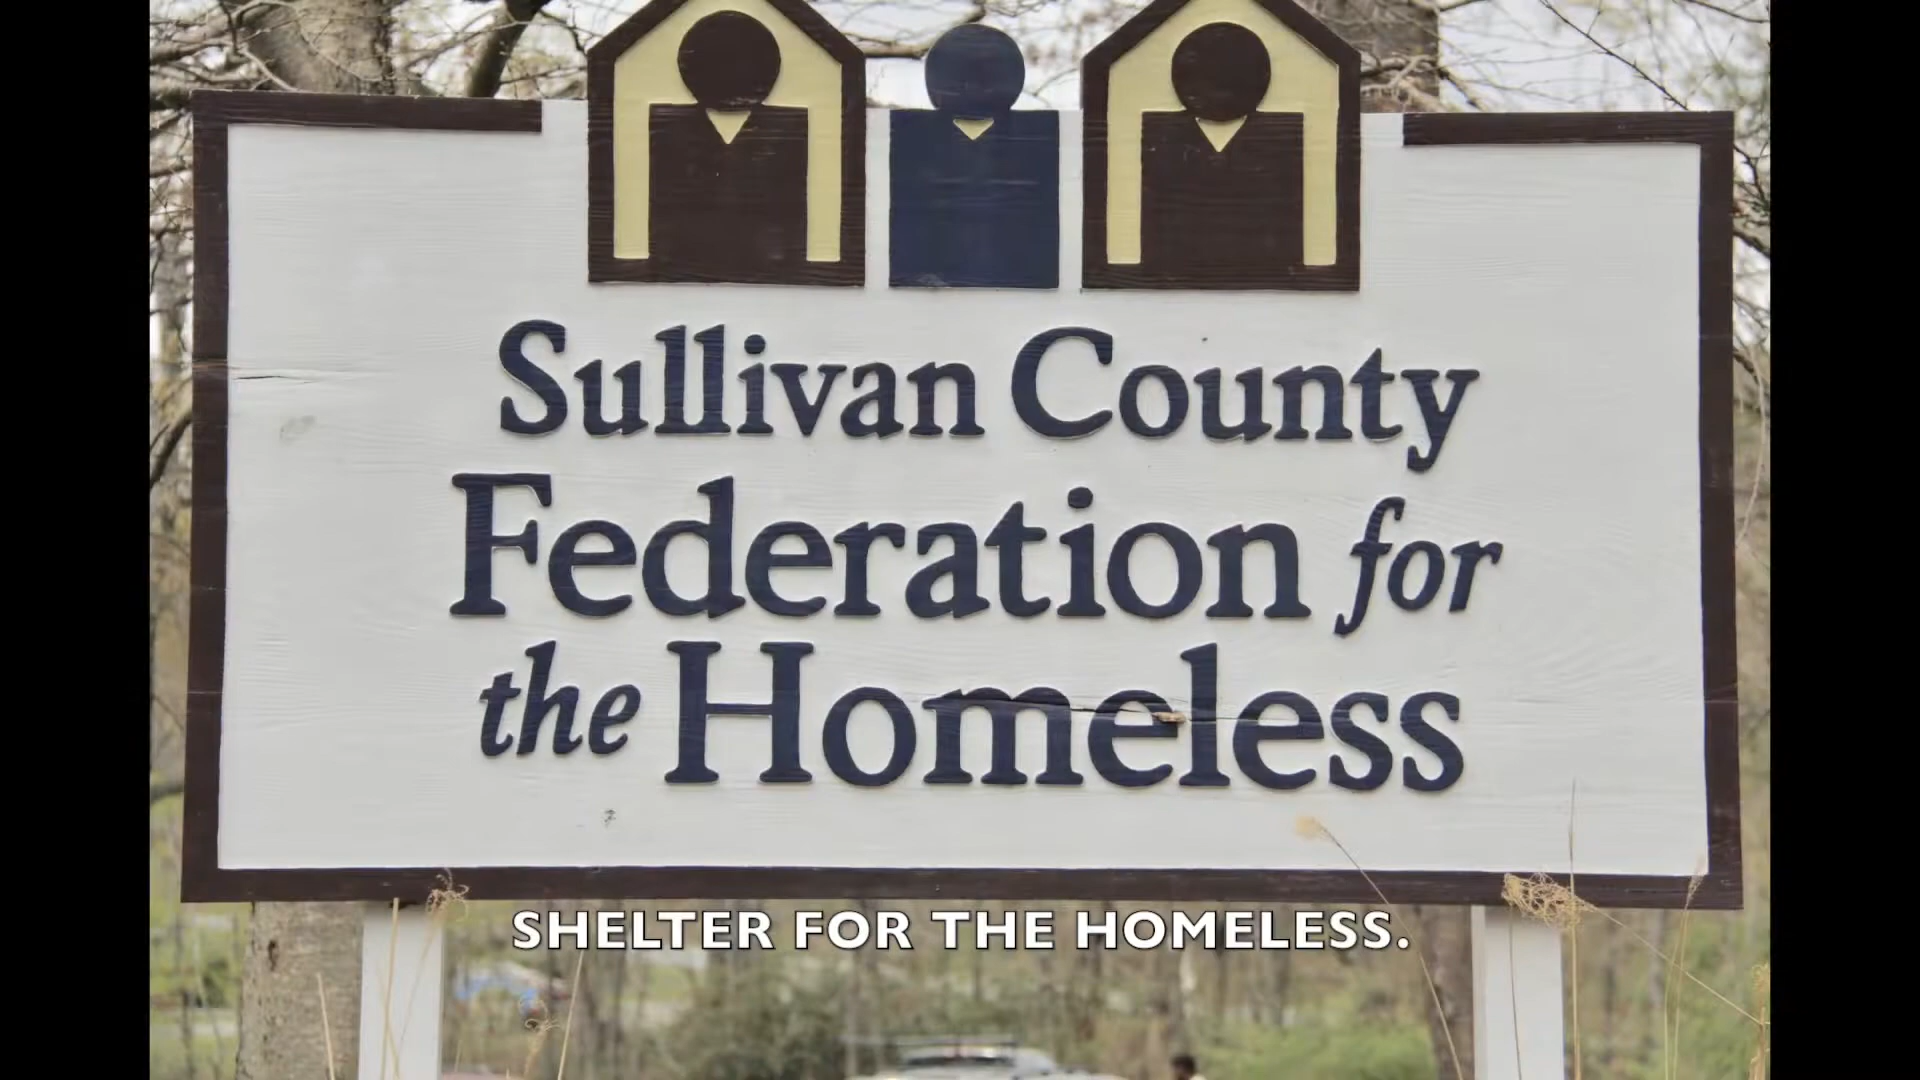 Sullivan County
Federation for
the Homeless
SHELTER FOR THE HOMELESS.